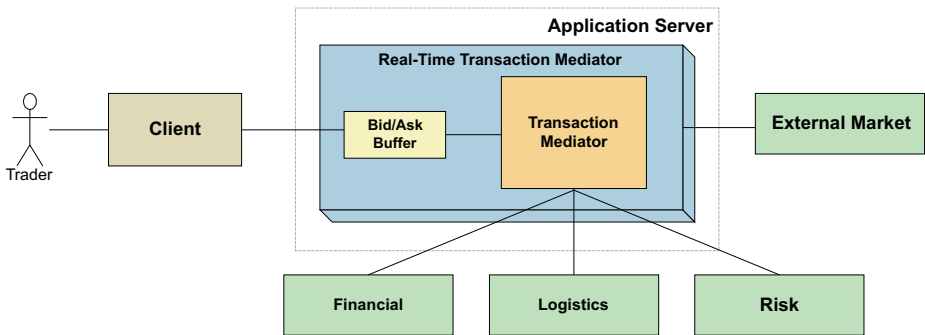 Application Server
Real-Time Transaction Mediator
Trader
Client
Bid/Ask
Buffer
Transaction
Mediator
External Market
Financial
Logistics
Risk